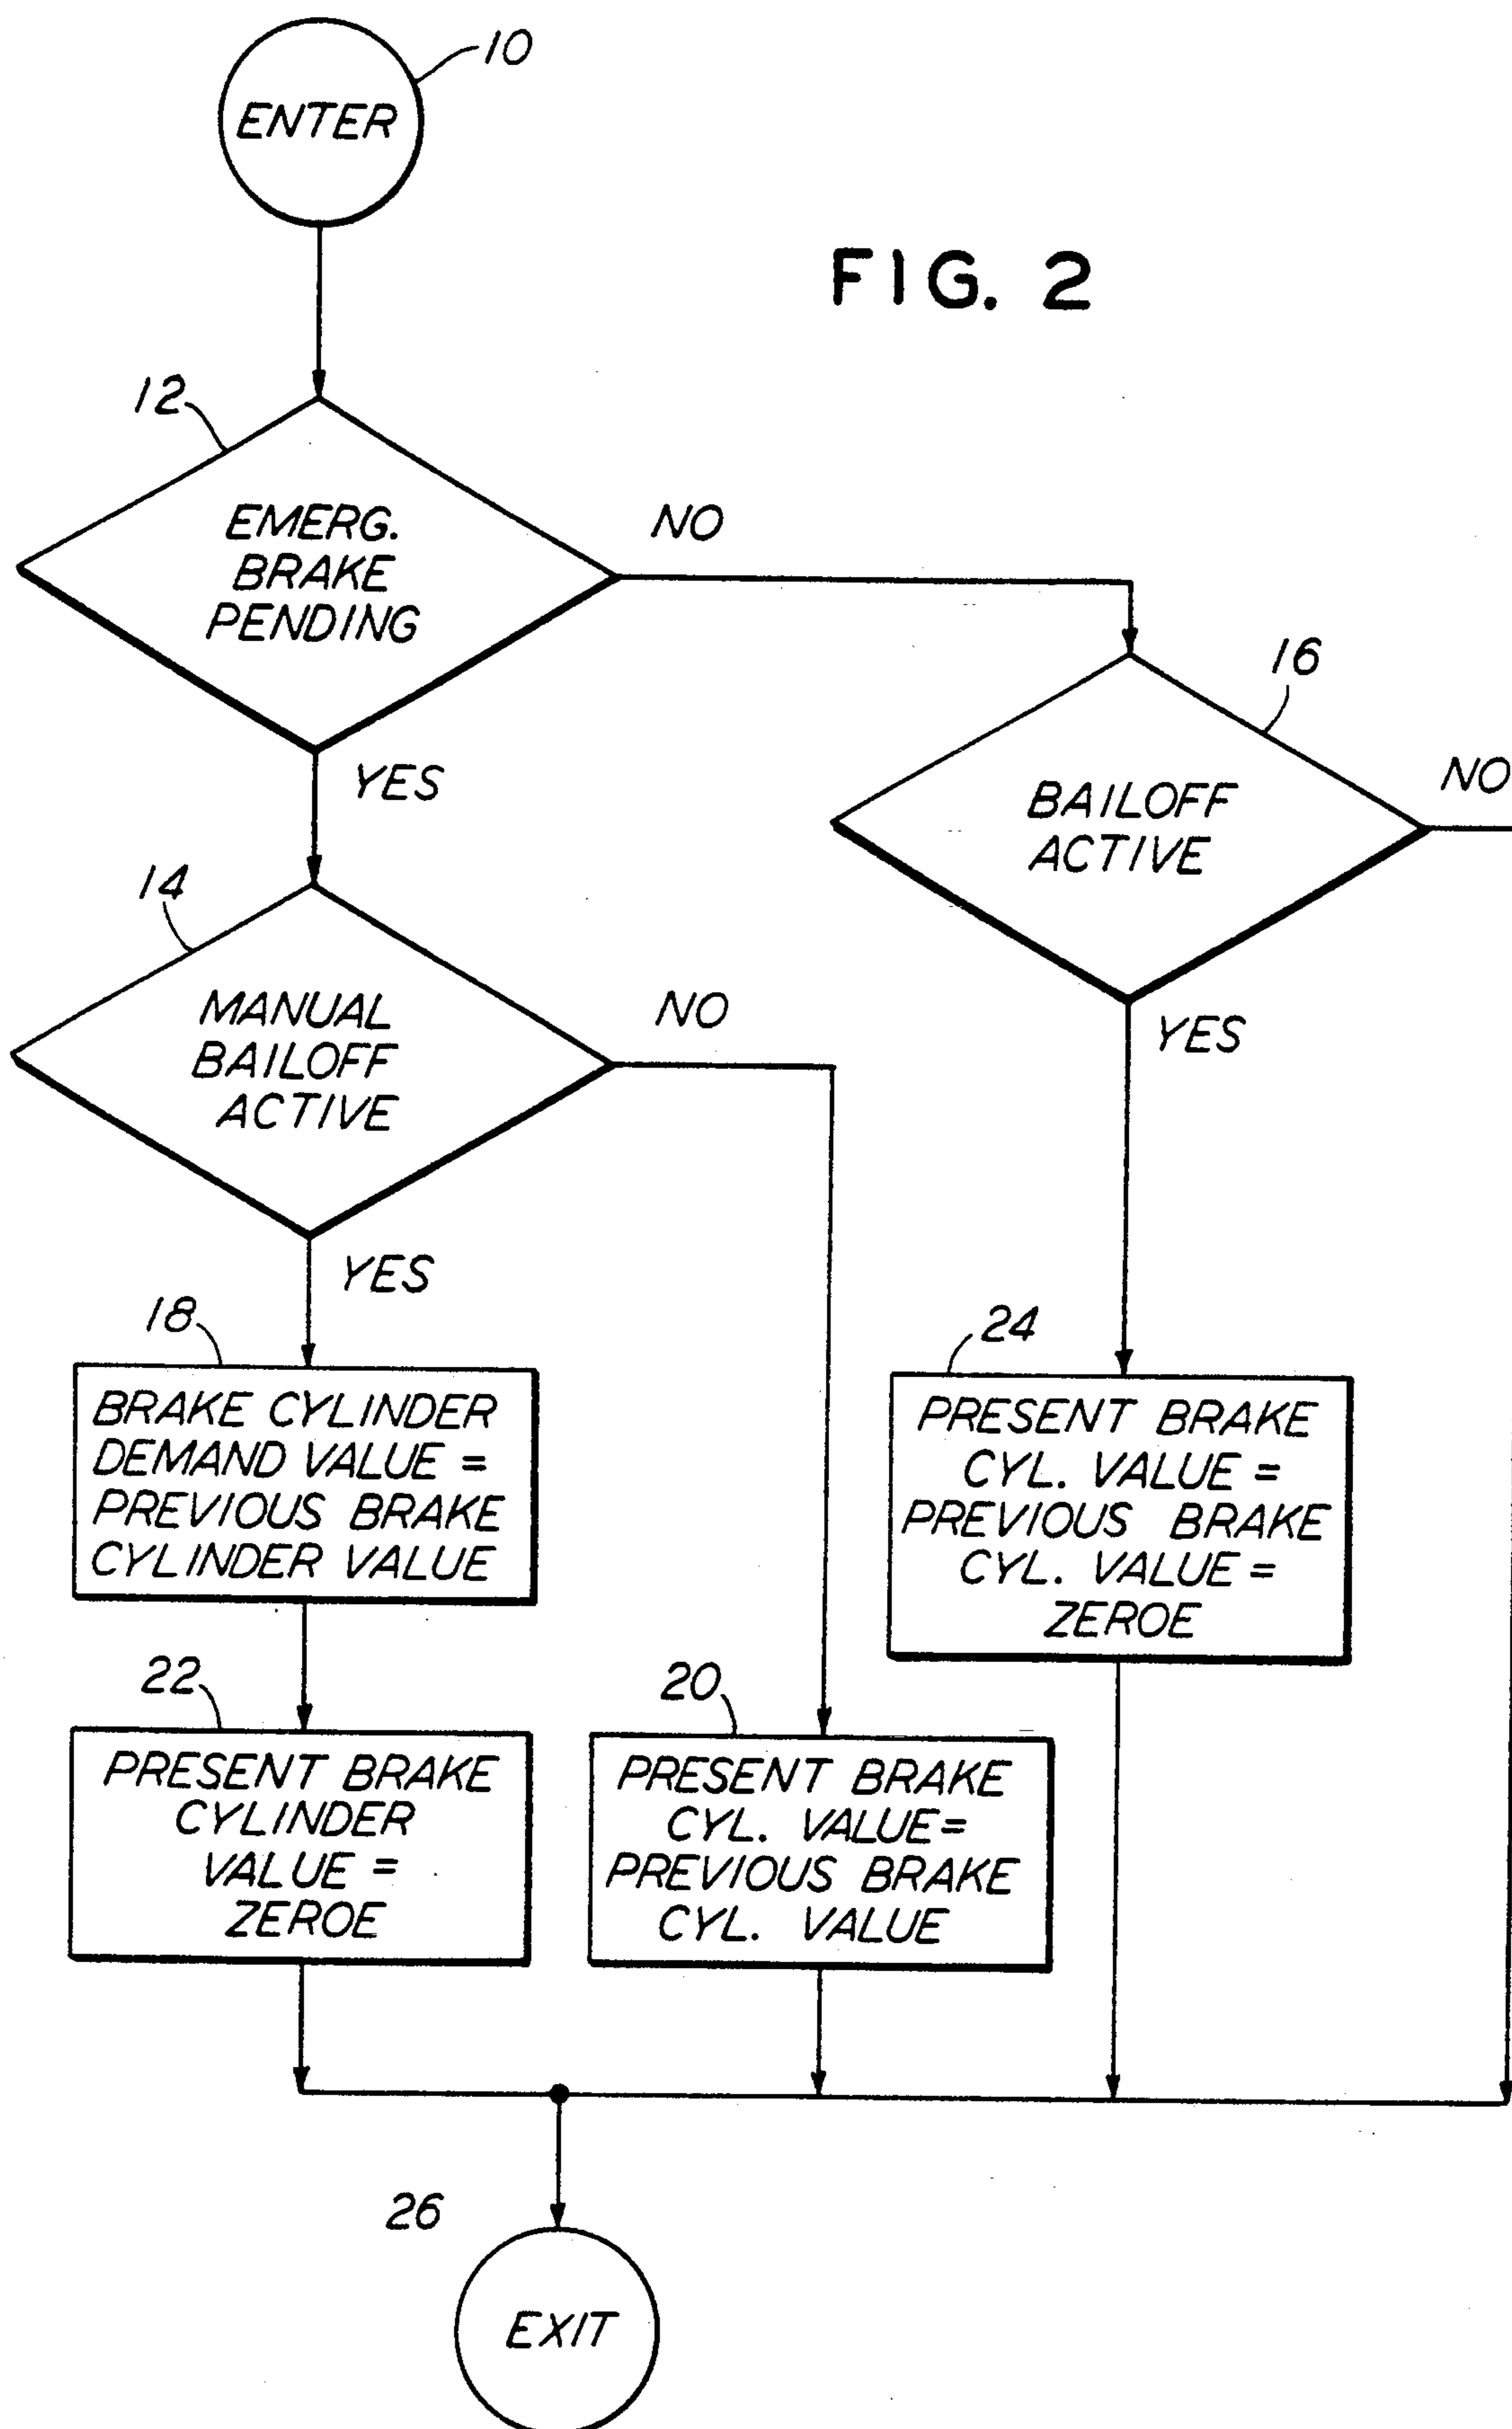 10
ENTER
FIG. 2
12
EMERG.
BRAKE
PENDING
NO
YES
16
BAILOFF
ACTIVE
NO
YES
14
MANUAL
BAILOFF
ACTIVE
NO
YES
18
BRAKE CYLINDER
DEMAND VALUE =
PREVIOUS BRAKE
CYLINDER VALUE
24
PRESENT BRAKE
CYL. VALUE =
PREVIOUS BRAKE
CYL. VALUE =
ZEROE
22
PRESENT BRAKE
CYLINDER
VALUE =
ZEROE
20
PRESENT BRAKE
CYL. VALUE =
PREVIOUS BRAKE
CYL. VALUE
26
EXIT